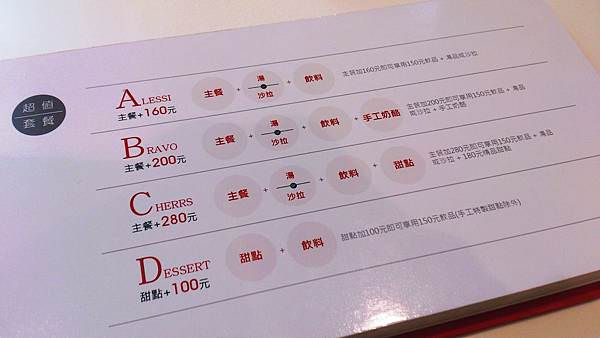 超值
套餐
ALESSI
主餐+160元
主餐 + 湯/沙拉 + 飲料
主餐加160元即可享用150元飲品 + 湯品或沙拉
BRAVO
主餐+200元
主餐 + 湯/沙拉 + 飲料 + 手工奶酪
主餐加200元即可享用150元飲品 + 湯品
或沙拉 + 手工奶酪
CHERRS
主餐+280元
主餐 + 湯/沙拉 + 飲料 + 甜點
主餐加280元即可享用150元飲品 + 湯品
或沙拉 + 180元精品甜點
DESSERT
甜點+100元
甜點 + 飲料
甜點加100元即可享用150元飲品(手工特製甜點除外)